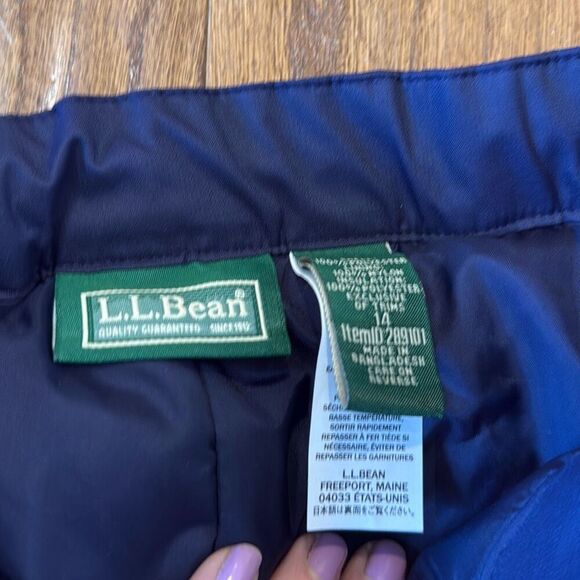 L.L.Bean®
QUALITY GUARANTEED SINCE 1912
100% NYLON
INSULATION
100% POLYESTER
EXCLUSIVE
OF TRIMS
14
ItemID:289101
MADE IN
BANGLADESH
CARE ON
REVERSE
BASSE TEMPÉRATURE,
SORTIR RAPIDEMENT
REPASSER À FER TIÈDE SI
NÉCESSAIRE, ÉVITER DE
REPASSER LES GARNITURES
L.L.BEAN
FREEPORT, MAINE
04033 ÉTATS-UNIS
日本語は裏面をご覧ください。